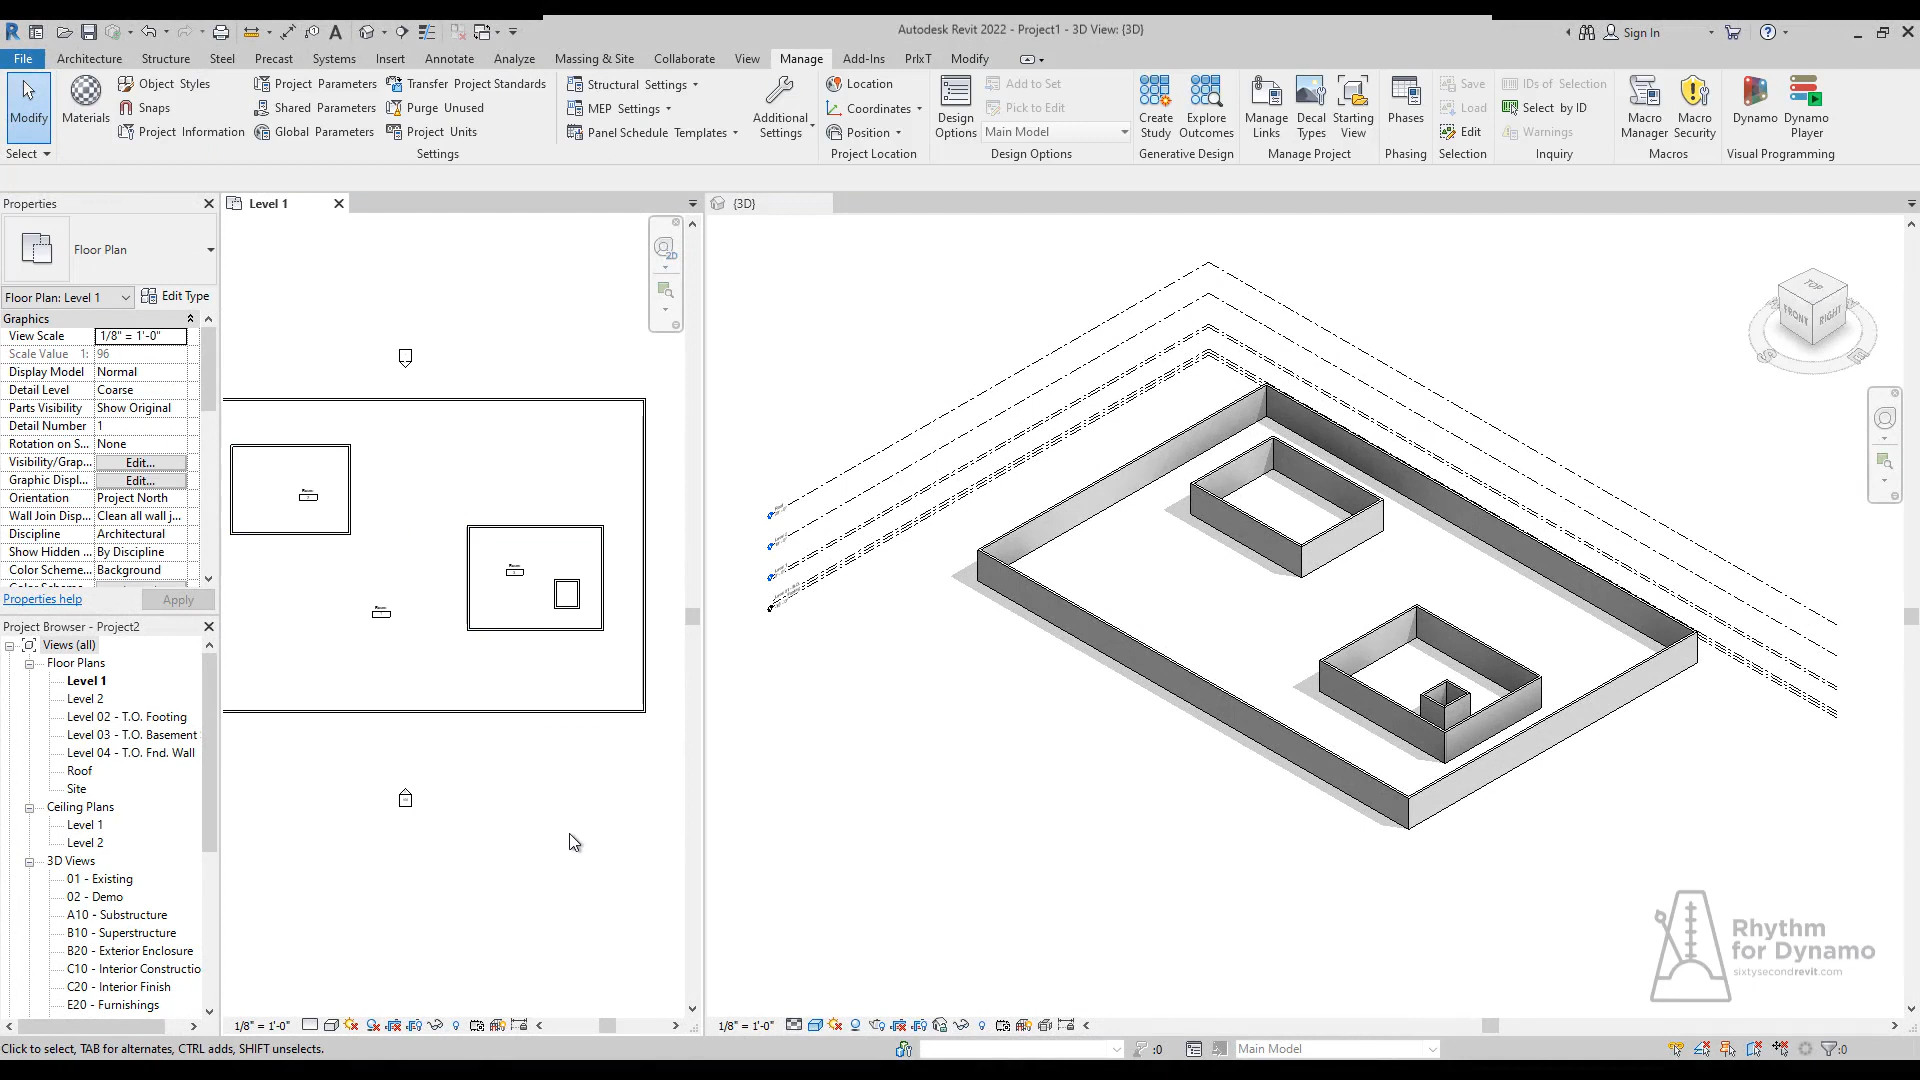 Autodesk Revit 2022 - Project1 - 3D View: {3D}
Sign In
File Architecture Structure Steel Precast Systems Insert Annotate Analyze Massing & Site Collaborate View Manage Add-Ins PrlxT Modify
Modify
Select
Materials
Object Styles
Snaps
Project Information
Project Parameters
Shared Parameters
Global Parameters
Transfer Project Standards
Purge Unused
Project Units
Settings
Structural Settings
MEP Settings
Panel Schedule Templates
Additional
Settings
Location
Coordinates
Position
Project Location
Design
Options
Add to Set
Pick to Edit
Main Model
Design Options
Create
Study
Explore
Outcomes
Generative Design
Manage
Links
Decal
Types
Starting
View
Manage Project
Phases
Phasing
Save
Load
Edit
Selection
IDs of Selection
Select by ID
Warnings
Inquiry
Macro
Manager
Macro
Security
Macros
Dynamo
Dynamo
Player
Visual Programming
Properties
Floor Plan
Floor Plan: Level 1
Edit Type
Graphics
View Scale 1/8" = 1'-0"
Scale Value 1: 96
Display Model Normal
Detail Level Coarse
Parts Visibility Show Original
Detail Number 1
Rotation on S... None
Visibility/Grap... Edit...
Graphic Displ... Edit...
Orientation Project North
Wall Join Disp... Clean all wall j...
Discipline Architectural
Show Hidden ... By Discipline
Color Scheme... Background
Properties help
Apply
Project Browser - Project2
Views (all)
Floor Plans
Level 1
Level 2
Level 02 - T.O. Footing
Level 03 - T.O. Basement
Level 04 - T.O. Fnd. Wall
Roof
Site
Ceiling Plans
Level 1
Level 2
3D Views
01 - Existing
02 - Demo
A10 - Substructure
B10 - Superstructure
B20 - Exterior Enclosure
C10 - Interior Constructio
C20 - Interior Finish
E20 - Furnishings
Level 1
2D
Room
Room
Room
1/8" = 1'-0"
{3D}
TOP
FRONT
RIGHT
Rhythm
for Dynamo
sixtysecondrevit.com
1/8" = 1'-0"
Click to select, TAB for alternates, CTRL adds, SHIFT unselects.
:0
Main Model
:0